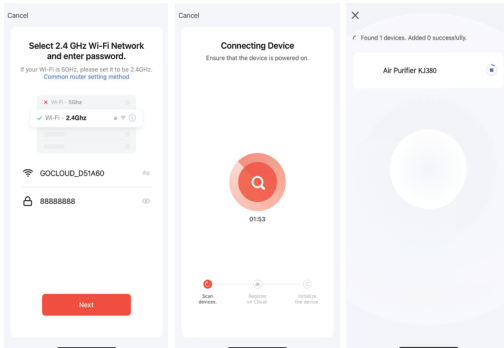 Cancel
Select 2.4 GHz Wi-Fi Network
and enter password.
If your Wi-Fi is 5GHz, please set it to be 2.4GHz.
Common router setting method
Wi-Fi - 5Ghz
Wi-Fi - 2.4Ghz
GOCLOUD_D51A60
88888888
Next
Cancel
Connecting Device
Ensure that the device is powered on.
01:53
Scan
devices.
Register
on Cloud.
Initialize
the device.
Found 1 devices. Added 0 successfully.
Air Purifier KJ380